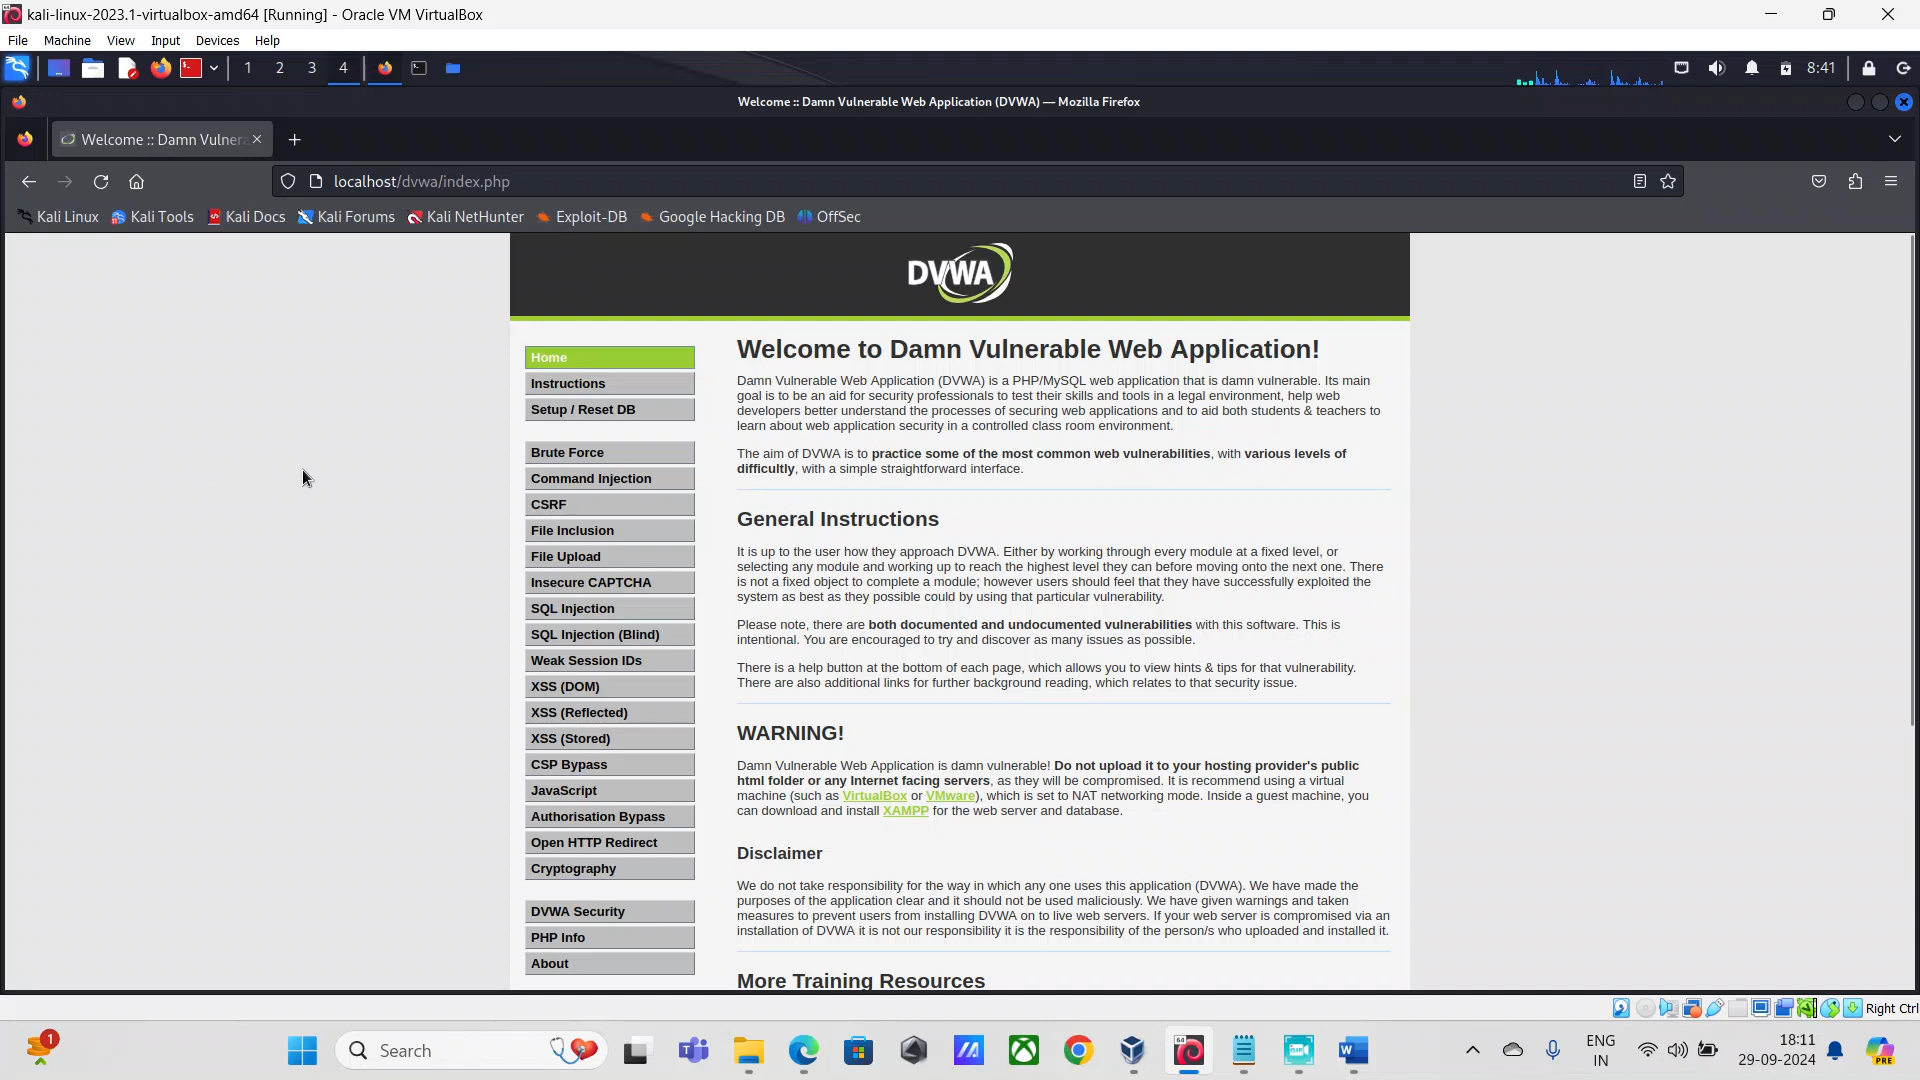 kali-linux-2023.1-virtualbox-amd64 [Running] - Oracle VM VirtualBox
File Machine View Input Devices Help
1 2 3 4 8:41
Welcome :: Damn Vulnerable Web Application (DVWA) — Mozilla Firefox
Welcome :: Damn Vulnera
localhost/dvwa/index.php
Kali Linux Kali Tools Kali Docs Kali Forums Kali NetHunter Exploit-DB Google Hacking DB OffSec
DVWA
Home
Instructions
Setup / Reset DB
Brute Force
Command Injection
CSRF
File Inclusion
File Upload
Insecure CAPTCHA
SQL Injection
SQL Injection (Blind)
Weak Session IDs
XSS (DOM)
XSS (Reflected)
XSS (Stored)
CSP Bypass
JavaScript
Authorisation Bypass
Open HTTP Redirect
Cryptography
DVWA Security
PHP Info
About
Welcome to Damn Vulnerable Web Application!
Damn Vulnerable Web Application (DVWA) is a PHP/MySQL web application that is damn vulnerable. Its main
goal is to be an aid for security professionals to test their skills and tools in a legal environment, help web
developers better understand the processes of securing web applications and to aid both students & teachers to
learn about web application security in a controlled class room environment.
The aim of DVWA is to practice some of the most common web vulnerabilities, with various levels of
difficultly, with a simple straightforward interface.
General Instructions
It is up to the user how they approach DVWA. Either by working through every module at a fixed level, or
selecting any module and working up to reach the highest level they can before moving onto the next one. There
is not a fixed object to complete a module; however users should feel that they have successfully exploited the
system as best as they possible could by using that particular vulnerability.
Please note, there are both documented and undocumented vulnerabilities with this software. This is
intentional. You are encouraged to try and discover as many issues as possible.
There is a help button at the bottom of each page, which allows you to view hints & tips for that vulnerability.
There are also additional links for further background reading, which relates to that security issue.
WARNING!
Damn Vulnerable Web Application is damn vulnerable! Do not upload it to your hosting provider's public
html folder or any Internet facing servers, as they will be compromised. It is recommend using a virtual
machine (such as VirtualBox or VMware), which is set to NAT networking mode. Inside a guest machine, you
can download and install XAMPP for the web server and database.
Disclaimer
We do not take responsibility for the way in which any one uses this application (DVWA). We have made the
purposes of the application clear and it should not be used maliciously. We have given warnings and taken
measures to prevent users from installing DVWA on to live web servers. If your web server is compromised via an
installation of DVWA it is not our responsibility it is the responsibility of the person/s who uploaded and installed it.
More Training Resources
Right Ctrl
1
Search
ENG
IN
18:11
29-09-2024
PRE